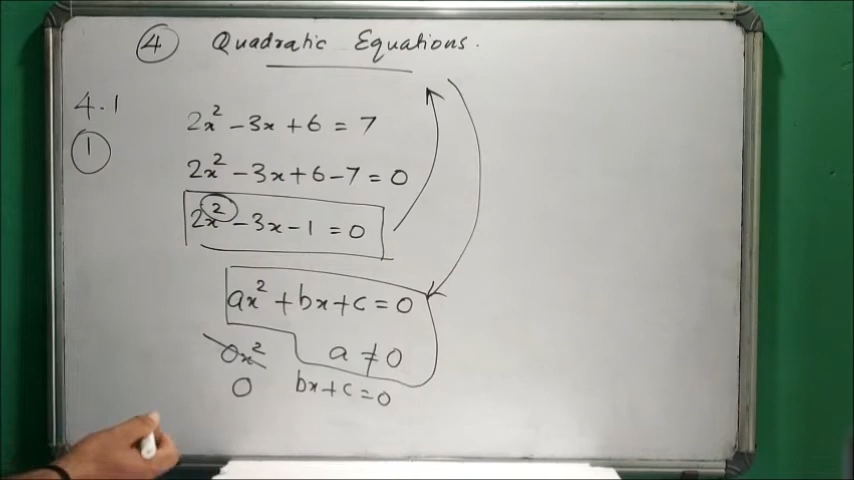 4 Quadratic Equations.
4.1
1
2x² - 3x + 6 = 7
2x² - 3x + 6 - 7 = 0
2x² - 3x - 1 = 0
ax² + bx + c = 0
0x² a ≠ 0
0 bx + c = 0